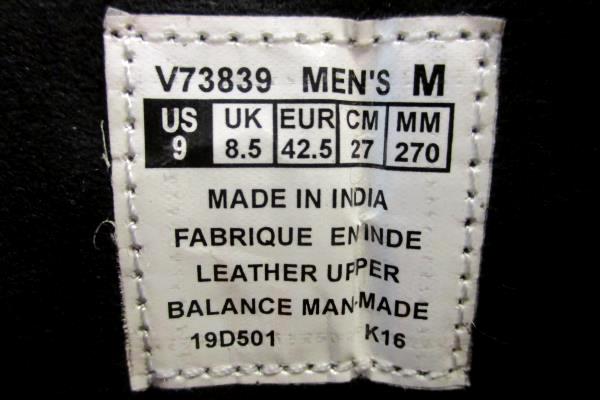 V73839 MEN'S M
US UK EUR CM MM
9 8.5 42.5 27 270
MADE IN INDIA
FABRIQUE EN INDE
LEATHER UPPER
BALANCE MAN-MADE
19D501 K16